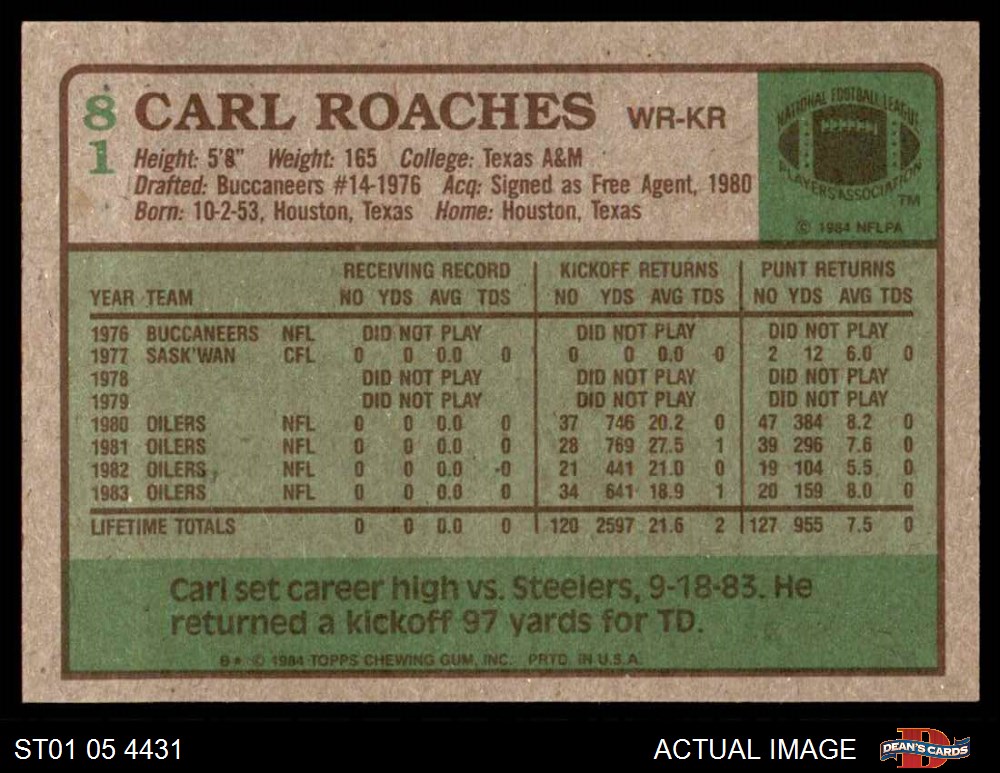 81 CARL ROACHES WR-KR
Height: 5'8" Weight: 165 College: Texas A&M
Drafted: Buccaneers #14-1976 Acq: Signed as Free Agent, 1980
Born: 10-2-53, Houston, Texas Home: Houston, Texas
NATIONAL FOOTBALL LEAGUE
PLAYERS ASSOCIATION
TM
© 1984 NFLPA
RECEIVING RECORD KICKOFF RETURNS PUNT RETURNS
YEAR TEAM NO YDS AVG TDS NO YDS AVG TDS NO YDS AVG TDS
1976 BUCCANEERS NFL DID NOT PLAY DID NOT PLAY DID NOT PLAY
1977 SASK'WAN CFL 0 0 0.0 0 0 0 0.0 0 2 12 6.0 0
1978 DID NOT PLAY DID NOT PLAY DID NOT PLAY
1979 DID NOT PLAY DID NOT PLAY DID NOT PLAY
1980 OILERS NFL 0 0 0.0 0 37 746 20.2 0 47 384 8.2 0
1981 OILERS NFL 0 0 0.0 0 28 769 27.5 1 39 296 7.6 0
1982 OILERS NFL 0 0 0.0 0 21 441 21.0 0 19 104 5.5 0
1983 OILERS NFL 0 0 0.0 0 34 641 18.9 1 20 159 8.0 0
LIFETIME TOTALS 0 0 0.0 0 120 2597 21.6 2 127 955 7.5 0
Carl set career high vs. Steelers, 9-18-83. He
returned a kickoff 97 yards for TD.
B* © 1984 TOPPS CHEWING GUM, INC. PRTD. IN U.S.A.
ST01 05 4431 ACTUAL IMAGE DEAN'S CARDS